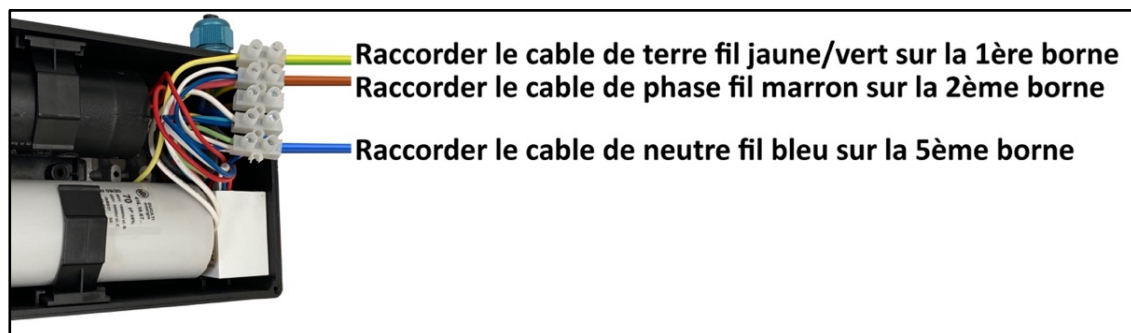 Raccorder le cable de terre fil jaune/vert sur la 1ère borne
Raccorder le cable de phase fil marron sur la 2ème borne
Raccorder le cable de neutre fil bleu sur la 5ème borne
70